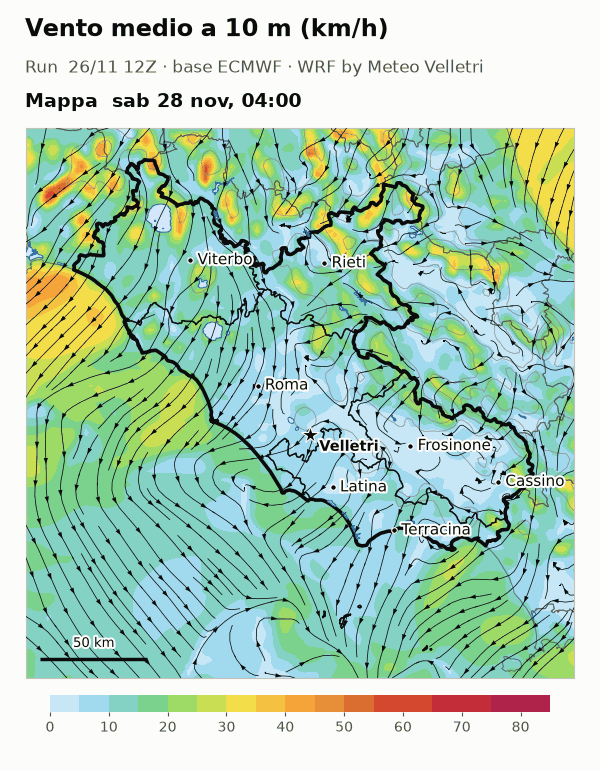 Vento medio a 10 m (km/h)
Run  26/11 12Z · base ECMWF · WRF by Meteo Velletri
Mappa  sab 28 nov, 04:00
Viterbo
Rieti
Roma
Velletri
Frosinone
Cassino
Latina
Terracina
50 km
0 10 20 30 40 50 60 70 80